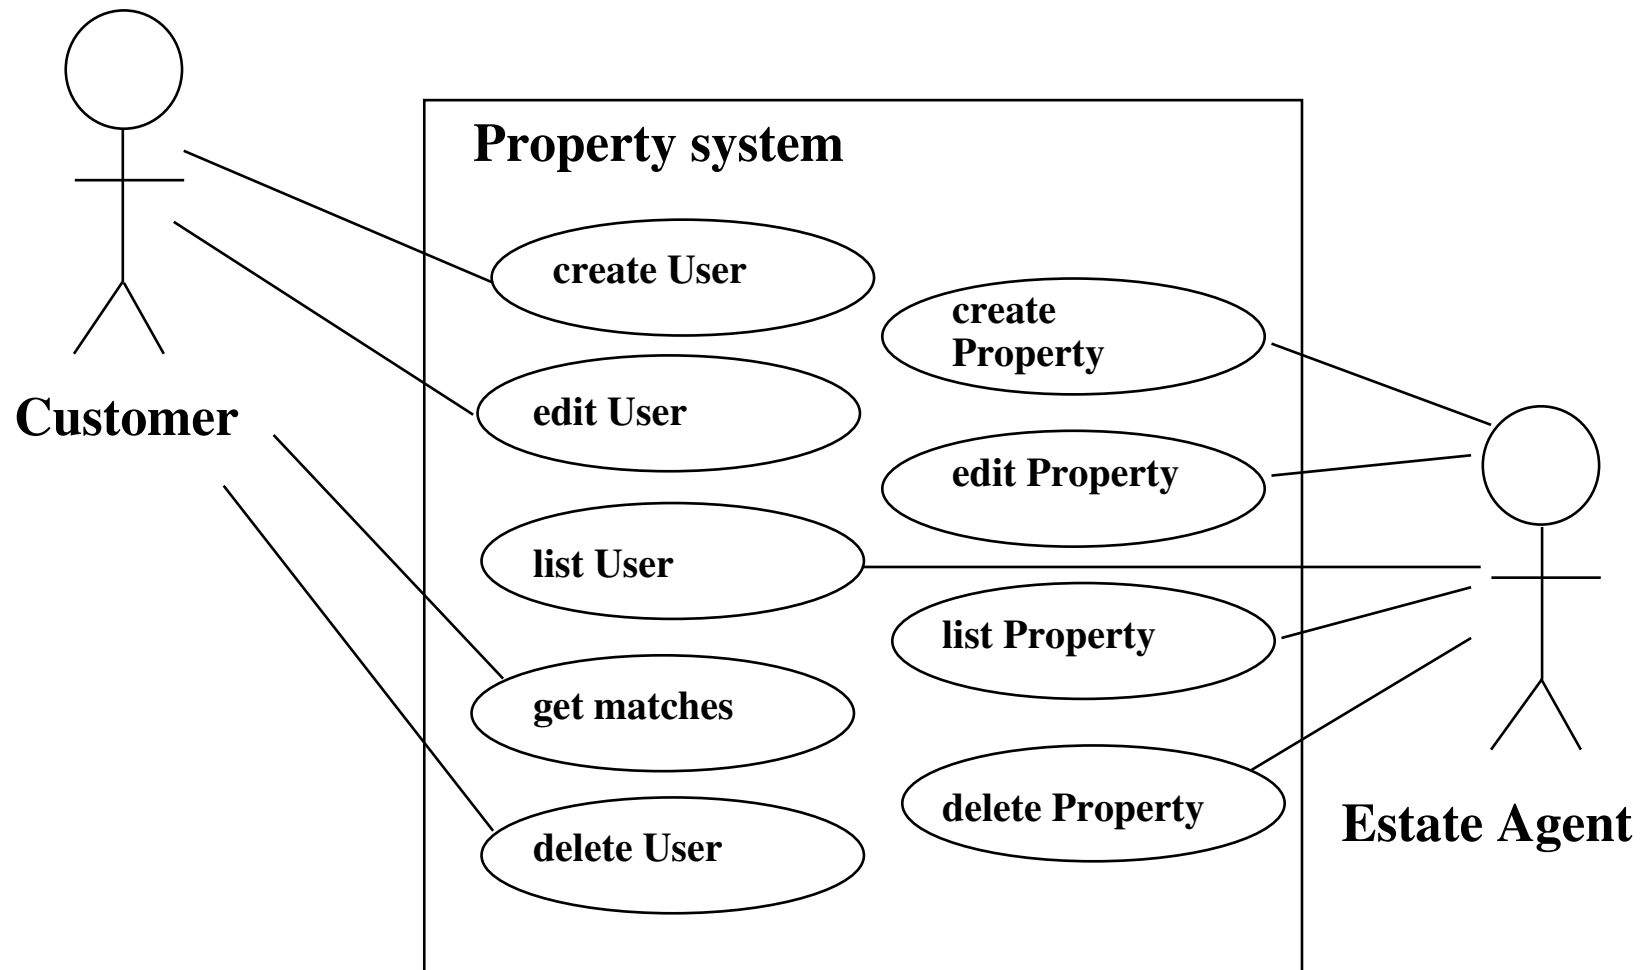 Property system
create User
create
Property
Customer
edit User
edit Property
list User
list Property
get matches
delete Property
Estate Agent
delete User